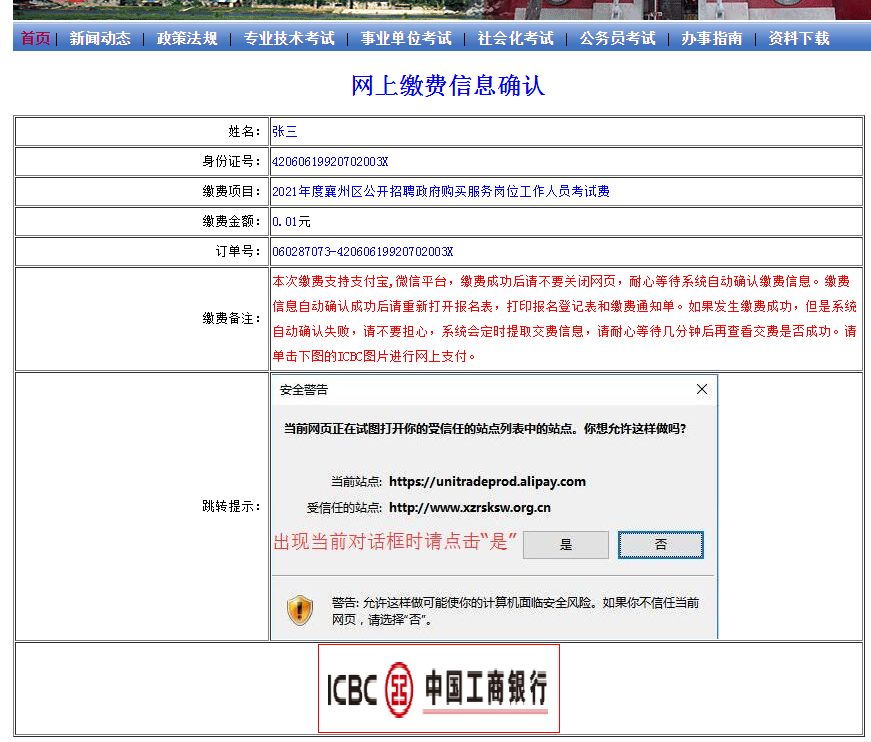 首页| 新闻动态 | 政策法规 | 专业技术考试 | 事业单位考试 | 社会化考试 | 公务员考试 | 办事指南 | 资料下载
网上缴费信息确认
姓名： 张三
身份证号： 42060619920702003X
缴费项目： 2021年度襄州区公开招聘政府购买服务岗位工作人员考试费
缴费金额： 0.01元
订单号： 060287073-42060619920702003X
缴费备注：
本次缴费支持支付宝,微信平台，缴费成功后请不要关闭网页，耐心等待系统自动确认缴费信息。缴费
信息自动确认成功后请重新打开报名表，打印报名登记表和缴费通知单。如果发生缴费成功，但是系统
自动确认失败，请不要担心，系统会定时提取交费信息，请耐心等待几分钟后再查看交费是否成功。请
单击下图的ICBC图片进行网上支付。
跳转提示：
安全警告
当前网页正在试图打开你的受信任的站点列表中的站点。你想允许这样做吗?
当前站点: https://unitradeprod.alipay.com
受信任的站点: http://www.xzrsksw.org.cn
出现当前对话框时请点击“是” 是 否
警告: 允许这样做可能使你的计算机面临安全风险。如果你不信任当前
网页，请选择“否”。
ICBC 中国工商银行